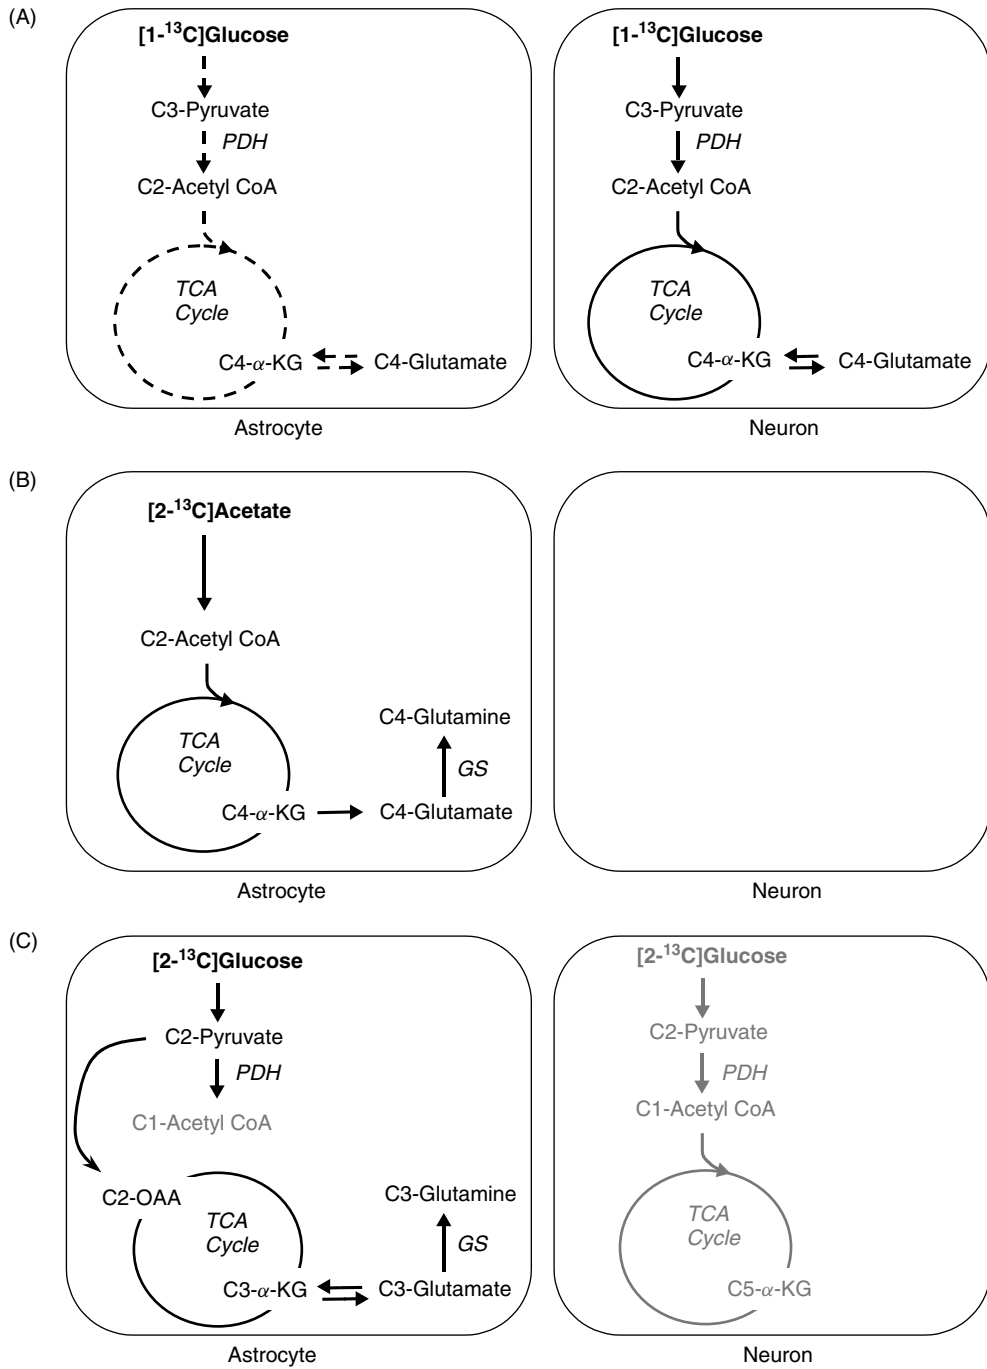 (A)
[1-¹³C]Glucose
C3-Pyruvate
PDH
C2-Acetyl CoA
TCA
Cycle
C4-α-KG
C4-Glutamate
Astrocyte
[1-¹³C]Glucose
C3-Pyruvate
PDH
C2-Acetyl CoA
TCA
Cycle
C4-α-KG
C4-Glutamate
Neuron
(B)
[2-¹³C]Acetate
C2-Acetyl CoA
TCA
Cycle
C4-Glutamine
GS
C4-α-KG
C4-Glutamate
Astrocyte
Neuron
(C)
[2-¹³C]Glucose
C2-Pyruvate
PDH
C1-Acetyl CoA
C2-OAA
TCA
Cycle
C3-Glutamine
GS
C3-α-KG
C3-Glutamate
Astrocyte
[2-¹³C]Glucose
C2-Pyruvate
PDH
C1-Acetyl CoA
TCA
Cycle
C5-α-KG
Neuron